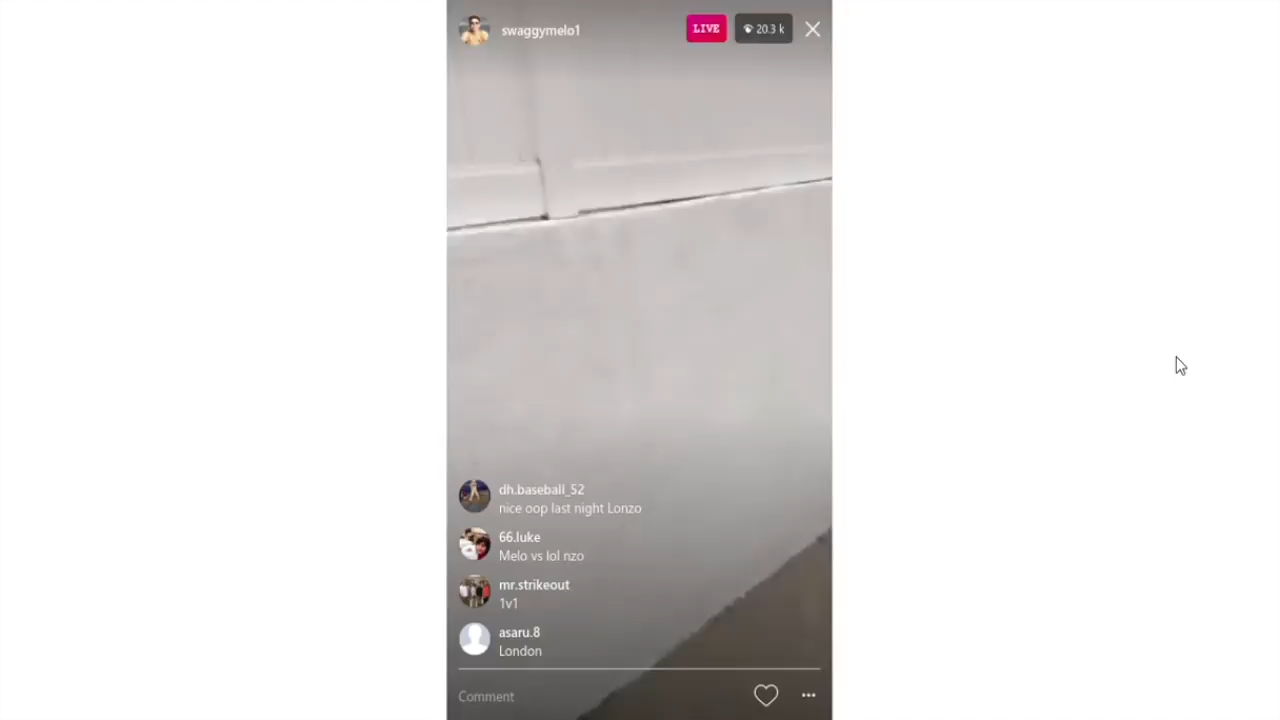 swaggymelo1
LIVE
20.3 k
dh.baseball_52
nice oop last night Lonzo
66.luke
Melo vs lol nzo
mr.strikeout
1v1
asaru.8
London
Comment